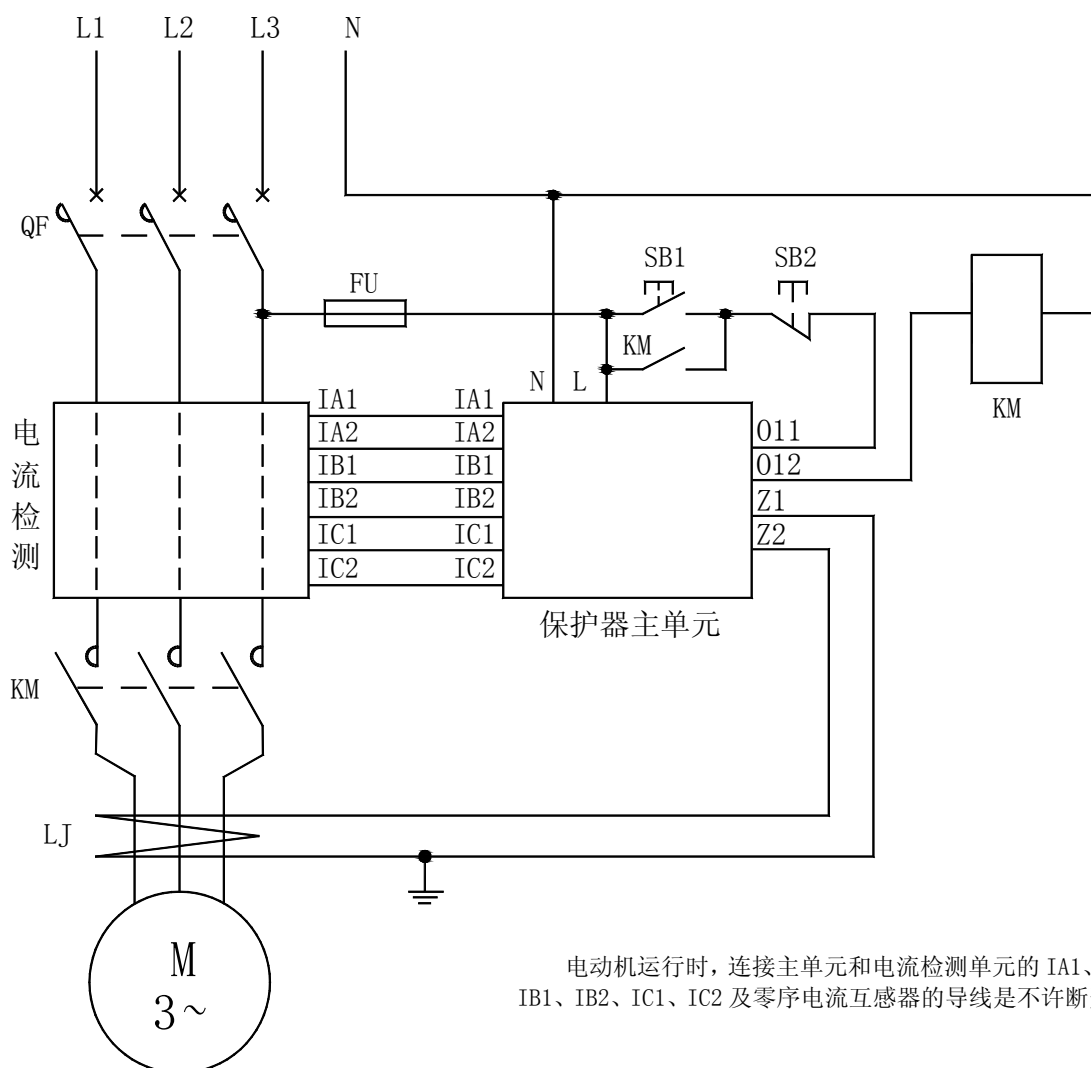 L1 L2 L3 N
QF
FU
SB1 SB2
KM
N L
KM
电流检测
IA1 IA1
IA2 IA2
IB1 IB1
IB2 IB2
IC1 IC1
IC2 IC2
O11
O12
Z1
Z2
保护器主单元
KM
LJ
M
3~
电动机运行时,连接主单元和电流检测单元的 IA1、
IB1、IB2、IC1、IC2 及零序电流互感器的导线是不许断